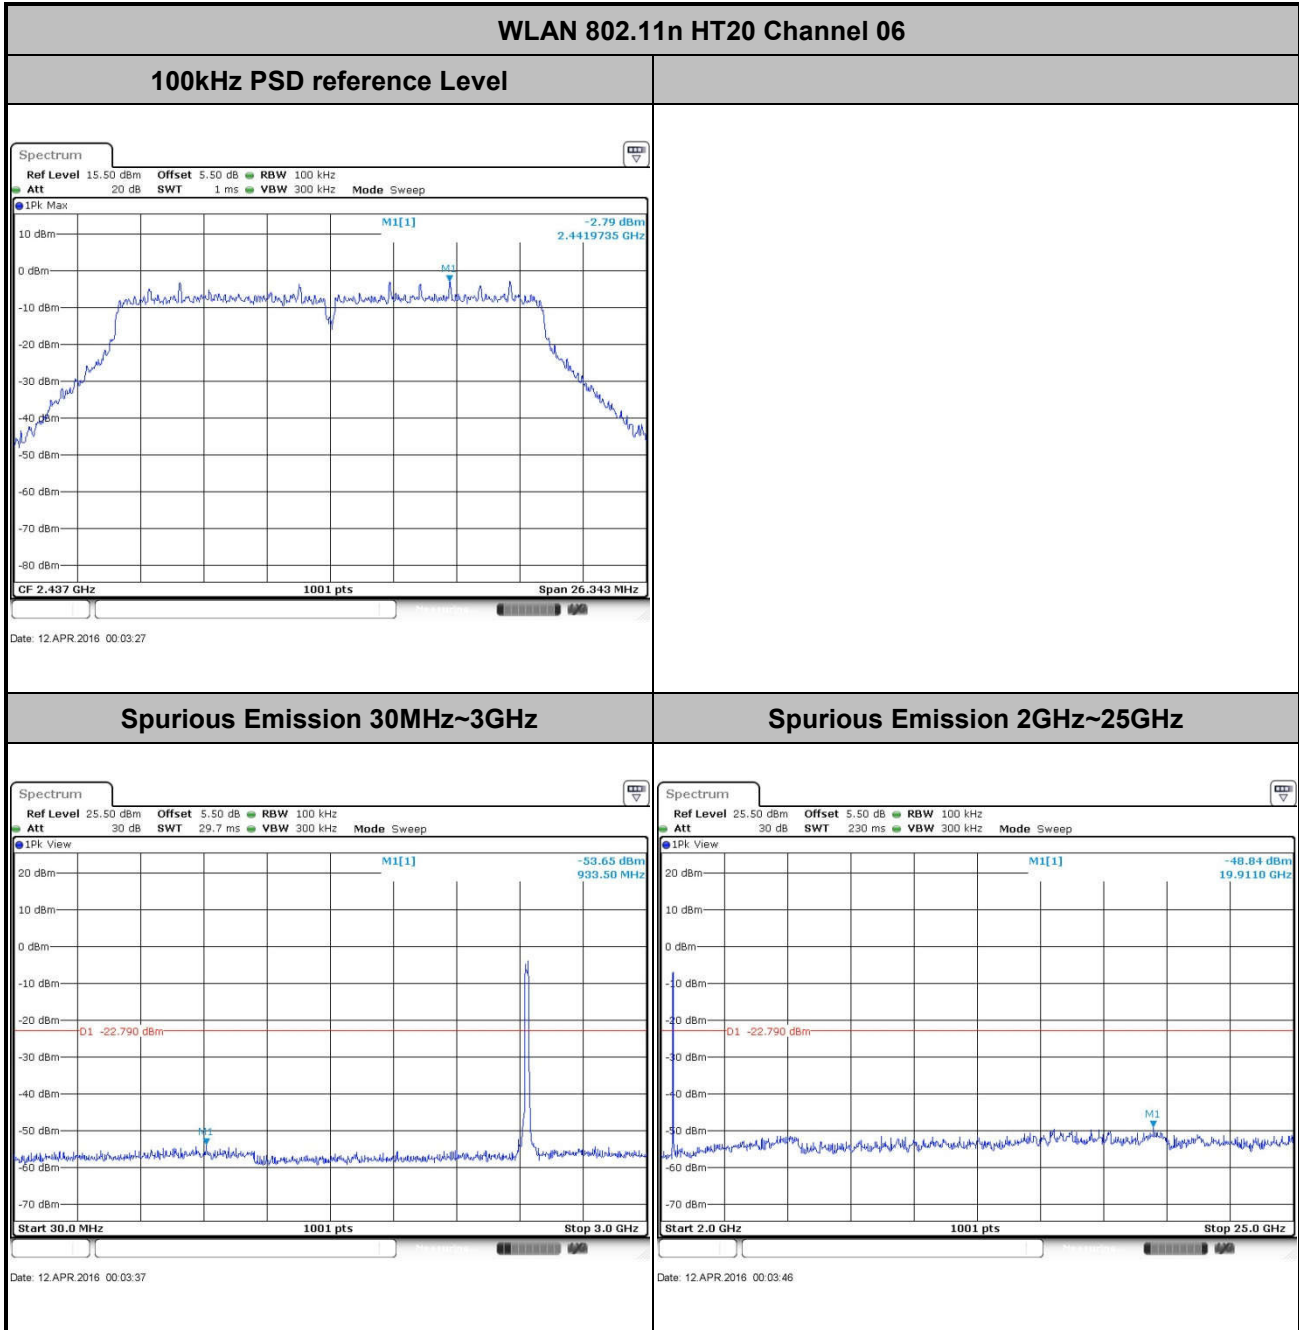 WLAN 802.11n HT20 Channel 06
100kHz PSD reference Level
Spectrum
Ref Level 15.50 dBm Offset 5.50 dB RBW 100 kHz
Att 20 dB SWT 1 ms VBW 300 kHz Mode Sweep
1Pk Max
M1[1] -2.79 dBm
2.4419735 GHz
10 dBm
0 dBm
M1
-10 dBm
-20 dBm
-30 dBm
-40 dBm
-50 dBm
-60 dBm
-70 dBm
-80 dBm
CF 2.437 GHz 1001 pts Span 26.343 MHz
Date: 12.APR.2016 00:03:27
Spurious Emission 30MHz~3GHz
Spurious Emission 2GHz~25GHz
Spectrum
Ref Level 25.50 dBm Offset 5.50 dB RBW 100 kHz
Att 30 dB SWT 29.7 ms VBW 300 kHz Mode Sweep
1Pk View
M1[1] -53.65 dBm
933.50 MHz
20 dBm
10 dBm
0 dBm
-10 dBm
-20 dBm
D1 -22.790 dBm
-30 dBm
-40 dBm
-50 dBm
M1
-60 dBm
-70 dBm
Start 30.0 MHz 1001 pts Stop 3.0 GHz
Date: 12.APR.2016 00:03:37
Spectrum
Ref Level 25.50 dBm Offset 5.50 dB RBW 100 kHz
Att 30 dB SWT 230 ms VBW 300 kHz Mode Sweep
1Pk View
M1[1] -48.84 dBm
19.9110 GHz
20 dBm
10 dBm
0 dBm
-10 dBm
-20 dBm
D1 -22.790 dBm
-30 dBm
-40 dBm
M1
-50 dBm
-60 dBm
-70 dBm
Start 2.0 GHz 1001 pts Stop 25.0 GHz
Date: 12.APR.2016 00:03:46